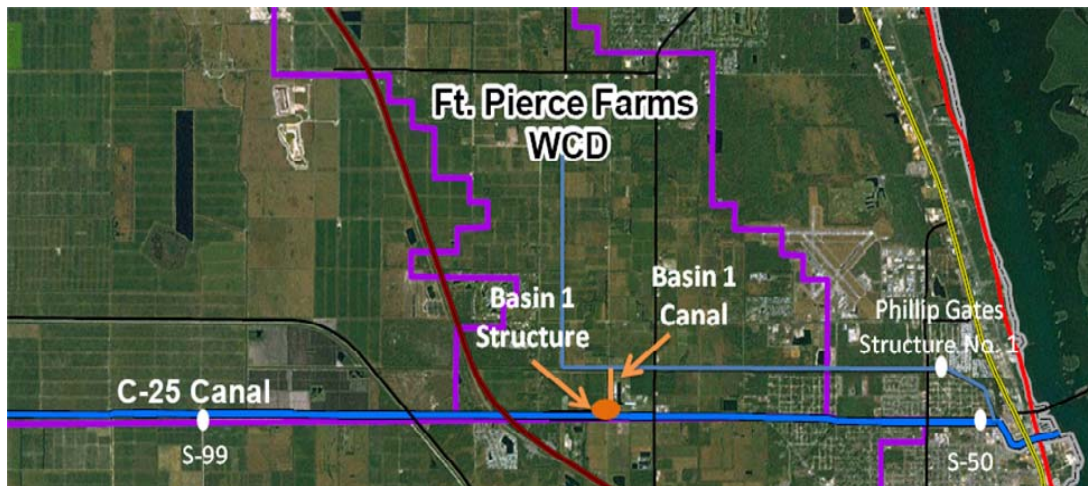 Ft. Pierce Farms
WCD
Basin 1
Structure
Basin 1
Canal
Phillip Gates
Structure No. 1
C-25 Canal
S-99
S-50